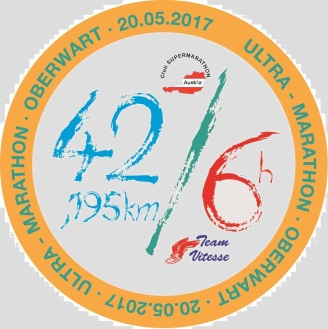 ULTRA - MARATHON · OBERWART · 20.05.2017
ULTRA - MARATHON · OBERWART · 20.05.2017
Club SUPERMARATHON
Austria
42
,195km
/
6h
Team
Vitesse